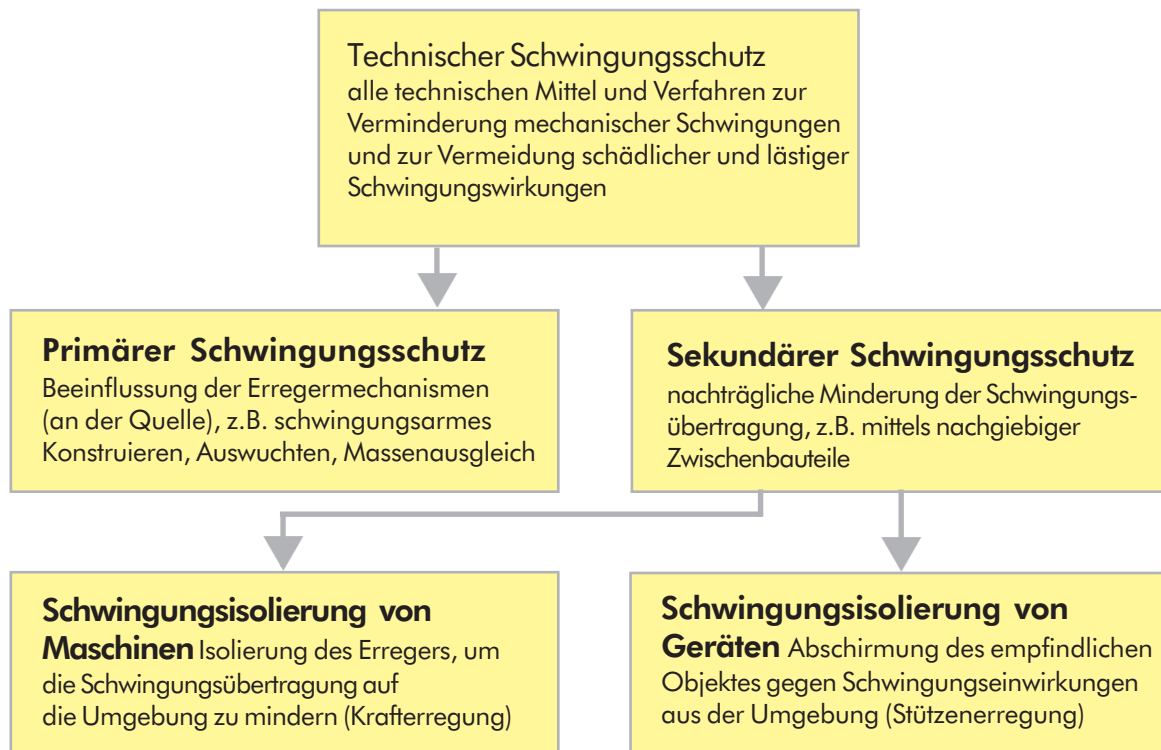 Technischer Schwingungsschutz
alle technischen Mittel und Verfahren zur
Verminderung mechanischer Schwingungen
und zur Vermeidung schädlicher und lästiger
Schwingungswirkungen
Primärer Schwingungsschutz
Beeinflussung der Erregermechanismen
(an der Quelle), z.B. schwingungsarmes
Konstruieren, Auswuchten, Massenausgleich
Sekundärer Schwingungsschutz
nachträgliche Minderung der Schwingungs-
übertragung, z.B. mittels nachgiebiger
Zwischenbauteile
Schwingungsisolierung von
Maschinen Isolierung des Erregers, um
die Schwingungsübertragung auf
die Umgebung zu mindern (Krafterregung)
Schwingungsisolierung von
Geräten Abschirmung des empfindlichen
Objektes gegen Schwingungseinwirkungen
aus der Umgebung (Stützenerregung)